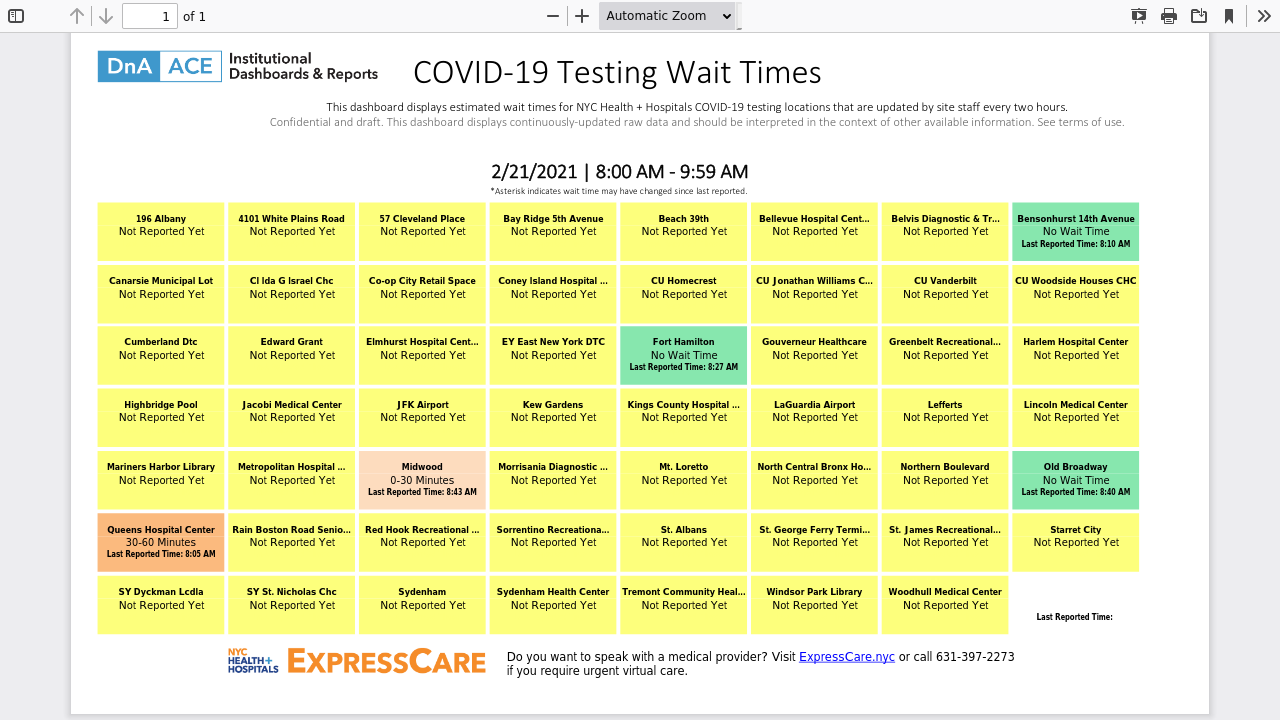 1 of 1 Automatic Zoom
DnA ACE Institutional
Dashboards & Reports
COVID-19 Testing Wait Times
This dashboard displays estimated wait times for NYC Health + Hospitals COVID-19 testing locations that are updated by site staff every two hours.
Confidential and draft. This dashboard displays continuously-updated raw data and should be interpreted in the context of other available information. See terms of use.
2/21/2021 | 8:00 AM - 9:59 AM
*Asterisk indicates wait time may have changed since last reported.
196 Albany 4101 White Plains Road 57 Cleveland Place Bay Ridge 5th Avenue Beach 39th Bellevue Hospital Cent... Belvis Diagnostic & Tr... Bensonhurst 14th Avenue
Not Reported Yet Not Reported Yet Not Reported Yet Not Reported Yet Not Reported Yet Not Reported Yet Not Reported Yet No Wait Time
Last Reported Time: 8:10 AM
Canarsie Municipal Lot Cl Ida G Israel Chc Co-op City Retail Space Coney Island Hospital ... CU Homecrest CU Jonathan Williams C... CU Vanderbilt CU Woodside Houses CHC
Not Reported Yet Not Reported Yet Not Reported Yet Not Reported Yet Not Reported Yet Not Reported Yet Not Reported Yet Not Reported Yet
Cumberland Dtc Edward Grant Elmhurst Hospital Cent... EY East New York DTC Fort Hamilton Gouverneur Healthcare Greenbelt Recreational... Harlem Hospital Center
Not Reported Yet Not Reported Yet Not Reported Yet Not Reported Yet No Wait Time Not Reported Yet Not Reported Yet Not Reported Yet
Last Reported Time: 8:27 AM
Highbridge Pool Jacobi Medical Center JFK Airport Kew Gardens Kings County Hospital ... LaGuardia Airport Lefferts Lincoln Medical Center
Not Reported Yet Not Reported Yet Not Reported Yet Not Reported Yet Not Reported Yet Not Reported Yet Not Reported Yet Not Reported Yet
Mariners Harbor Library Metropolitan Hospital ... Midwood Morrisania Diagnostic ... Mt. Loretto North Central Bronx Ho... Northern Boulevard Old Broadway
Not Reported Yet Not Reported Yet 0-30 Minutes Not Reported Yet Not Reported Yet Not Reported Yet Not Reported Yet No Wait Time
Last Reported Time: 8:43 AM Last Reported Time: 8:40 AM
Queens Hospital Center Rain Boston Road Senio... Red Hook Recreational ... Sorrentino Recreationa... St. Albans St. George Ferry Termi... St. James Recreational... Starret City
30-60 Minutes Not Reported Yet Not Reported Yet Not Reported Yet Not Reported Yet Not Reported Yet Not Reported Yet Not Reported Yet
Last Reported Time: 8:05 AM
SY Dyckman Lcdla SY St. Nicholas Chc Sydenham Sydenham Health Center Tremont Community Heal... Windsor Park Library Woodhull Medical Center
Not Reported Yet Not Reported Yet Not Reported Yet Not Reported Yet Not Reported Yet Not Reported Yet Not Reported Yet
Last Reported Time:
NYC
HEALTH+
HOSPITALS
EXPRESSCARE
Do you want to speak with a medical provider? Visit ExpressCare.nyc or call 631-397-2273
if you require urgent virtual care.